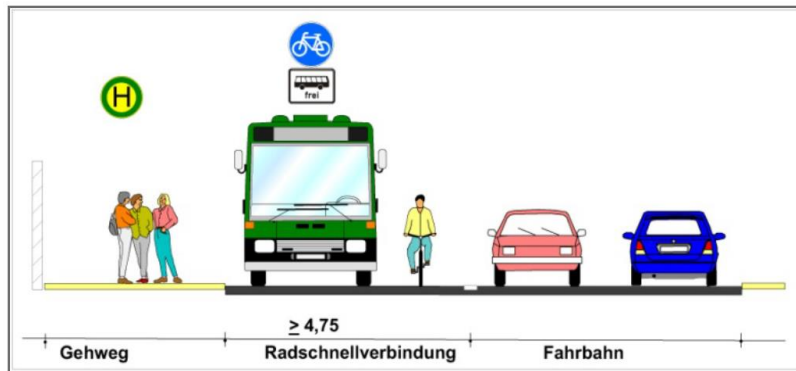 H
frei
≥ 4,75
Gehweg
Radschnellverbindung
Fahrbahn